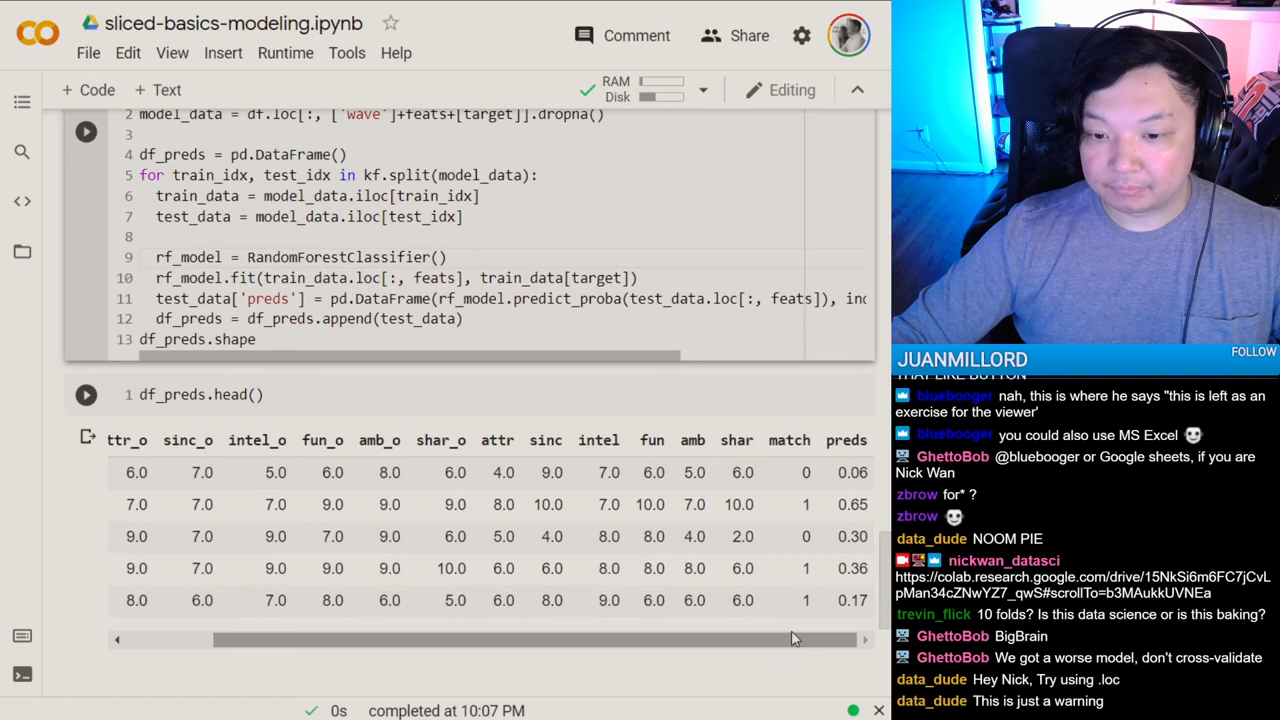 sliced-basics-modeling.ipynb
Comment
Share
File Edit View Insert Runtime Tools Help
+ Code + Text
RAM
Disk
Editing
2 model_data = df.loc[:, ['wave']+feats+[target]].dropna()
3
4 df_preds = pd.DataFrame()
5 for train_idx, test_idx in kf.split(model_data):
6 train_data = model_data.iloc[train_idx]
7 test_data = model_data.iloc[test_idx]
8
9 rf_model = RandomForestClassifier()
10 rf_model.fit(train_data.loc[:, feats], train_data[target])
11 test_data['preds'] = pd.DataFrame(rf_model.predict_proba(test_data.loc[:, feats]), in
12 df_preds = df_preds.append(test_data)
13 df_preds.shape
1 df_preds.head()
ttr_o sinc_o intel_o fun_o amb_o shar_o attr sinc intel fun amb shar match preds
6.0 7.0 5.0 6.0 8.0 6.0 4.0 9.0 7.0 6.0 5.0 6.0 0 0.06
7.0 7.0 7.0 9.0 9.0 9.0 8.0 10.0 7.0 10.0 7.0 10.0 1 0.65
9.0 7.0 9.0 7.0 9.0 6.0 5.0 4.0 8.0 8.0 4.0 2.0 0 0.30
9.0 7.0 9.0 9.0 9.0 10.0 6.0 6.0 8.0 8.0 8.0 6.0 1 0.36
8.0 6.0 7.0 8.0 6.0 5.0 6.0 8.0 9.0 6.0 6.0 6.0 1 0.17
0s completed at 10:07 PM
JUANMILLORD
FOLLOW
THAT LIKE BUTTON
bluebooger nah, this is where he says "this is left as an
exercise for the viewer'
bluebooger you could also use MS Excel
GhettoBob @bluebooger or Google sheets, if you are
Nick Wan
zbrow for* ?
zbrow
data_dude NOOM PIE
nickwan_datasci
https://colab.research.google.com/drive/15NkSi6m6FC7jCvL
pMan34cZNwYZ7_qwS#scrollTo=b3MAukkUVNEa
trevin_flick 10 folds? Is this data science or is this baking?
GhettoBob BigBrain
GhettoBob We got a worse model, don't cross-validate
data_dude Hey Nick, Try using .loc
data_dude This is just a warning